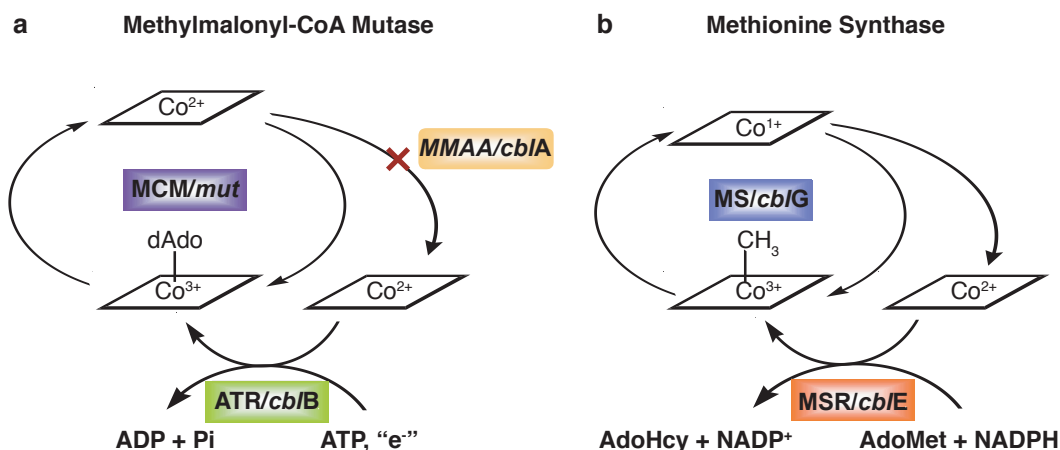 a Methylmalonyl-CoA Mutase
Co2+
MMAA/cblA
MCM/mut
dAdo
Co3+
Co2+
ATR/cblB
ADP + Pi
ATP, “e-”
b Methionine Synthase
Co1+
MS/cblG
CH3
Co3+
Co2+
MSR/cblE
AdoHcy + NADP+
AdoMet + NADPH